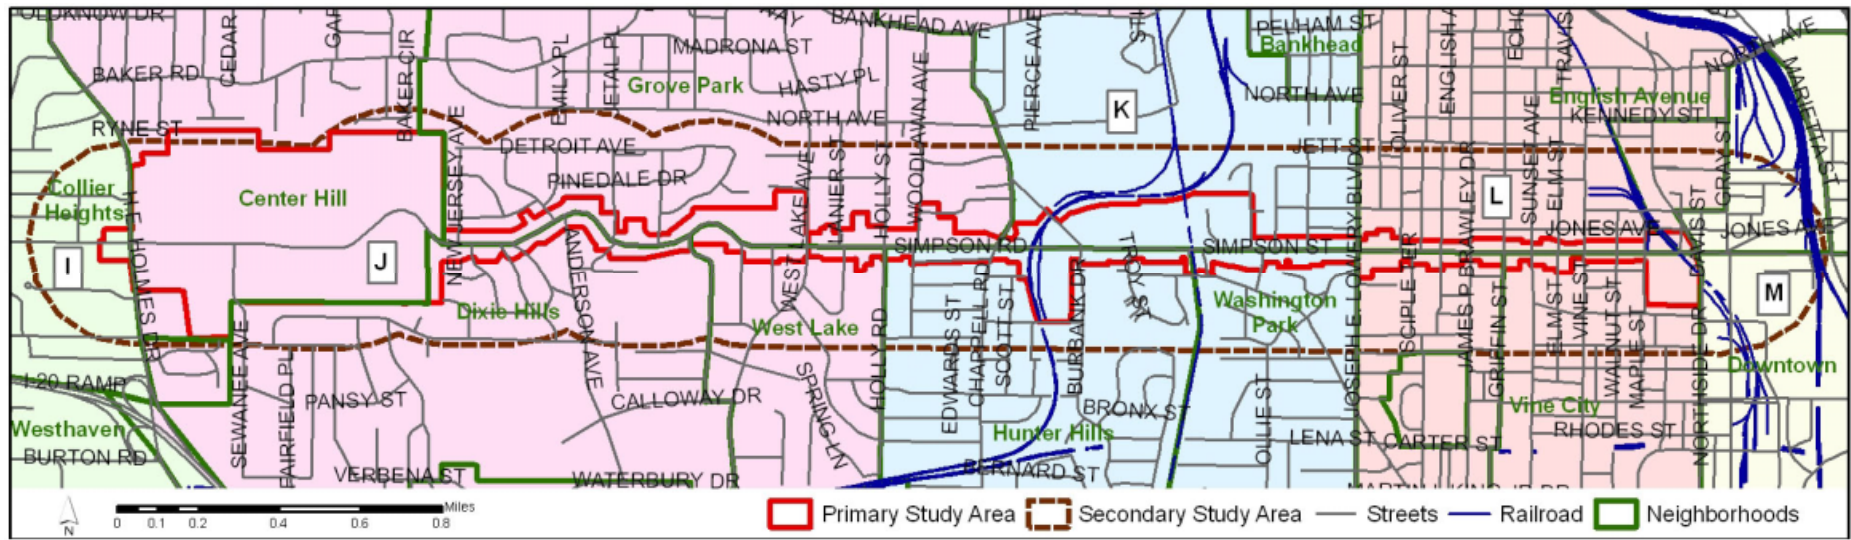 BANKHEAD AVE
PELHAM ST
NORTH AVE
MADRONA ST
Bankhead
BAKER RD
CEDAR
BAKER CIR
EMILY PL
ETAL PL
Grove Park
HASTY PL
WOODLAWN AVE
PIERCE AVE
K
NORTH AVE
OLIVER ST
ENGLISH A
ECHO
TRAVIS
English Avenue
MARIETTA ST
KENNEDY ST
NORTH AVE
RYNE ST
DETROIT AVE
JETT ST
PINEDALE DR
Collier
Heights
Center Hill
NEW JERSEY AVE
WEST LAKE AVE
LANIER ST
HOLLY ST
L
SUNSET AVE
ELM ST
GRAY ST
JONES AVE
JONES AVE
H E HOLMES DR
I
J
SIMPSON RD
SIMPSON ST
TROY ST
BURBANK DR
JOSEPH E. LOWERY BLVD
JAMES P BRAWLEY DR
NORTHSIDE DR
DAVIS ST
M
ANDERSON AVE
Dixie Hills
West Lake
Washington
Park
SCIPLE TER
GRIFFIN ST
ELM ST
VINE ST
WALNUT ST
MAPLE ST
EDWARDS ST
CHAPPELL RD
SCOTT ST
HOLLY RD
Downtown
I-20 RAMP
SEWANEE AVE
FAIRFIELD PL
PANSY ST
CALLOWAY DR
SPRING LN
BRONX ST
OLLIE ST
Vine City
Westhaven
Hunter Hills
LENA ST
CARTER ST
RHODES ST
BURTON RD
VERBENA ST
WATERBURY DR
BERNARD ST
N
0 0.1 0.2 0.4 0.6 0.8 Miles
Primary Study Area Secondary Study Area Streets Railroad Neighborhoods